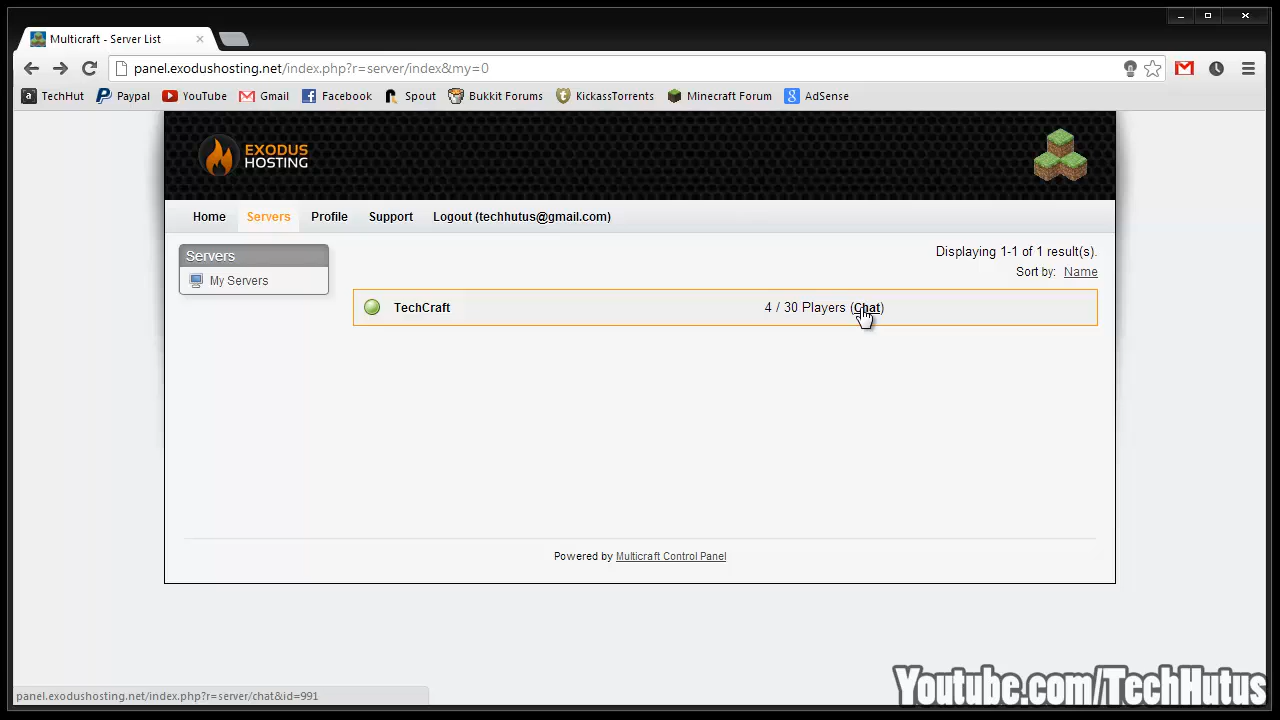 Multicraft - Server List
panel.exodushosting.net/index.php?r=server/index&my=0
TechHut Paypal YouTube Gmail Facebook Spout Bukkit Forums KickassTorrents Minecraft Forum AdSense
EXODUS
HOSTING
Home Servers Profile Support Logout (techhutus@gmail.com)
Servers
My Servers
Displaying 1-1 of 1 result(s).
Sort by: Name
TechCraft 4 / 30 Players (Chat)
Powered by Multicraft Control Panel
panel.exodushosting.net/index.php?r=server/chat&id=991
Youtube.com/TechHutus